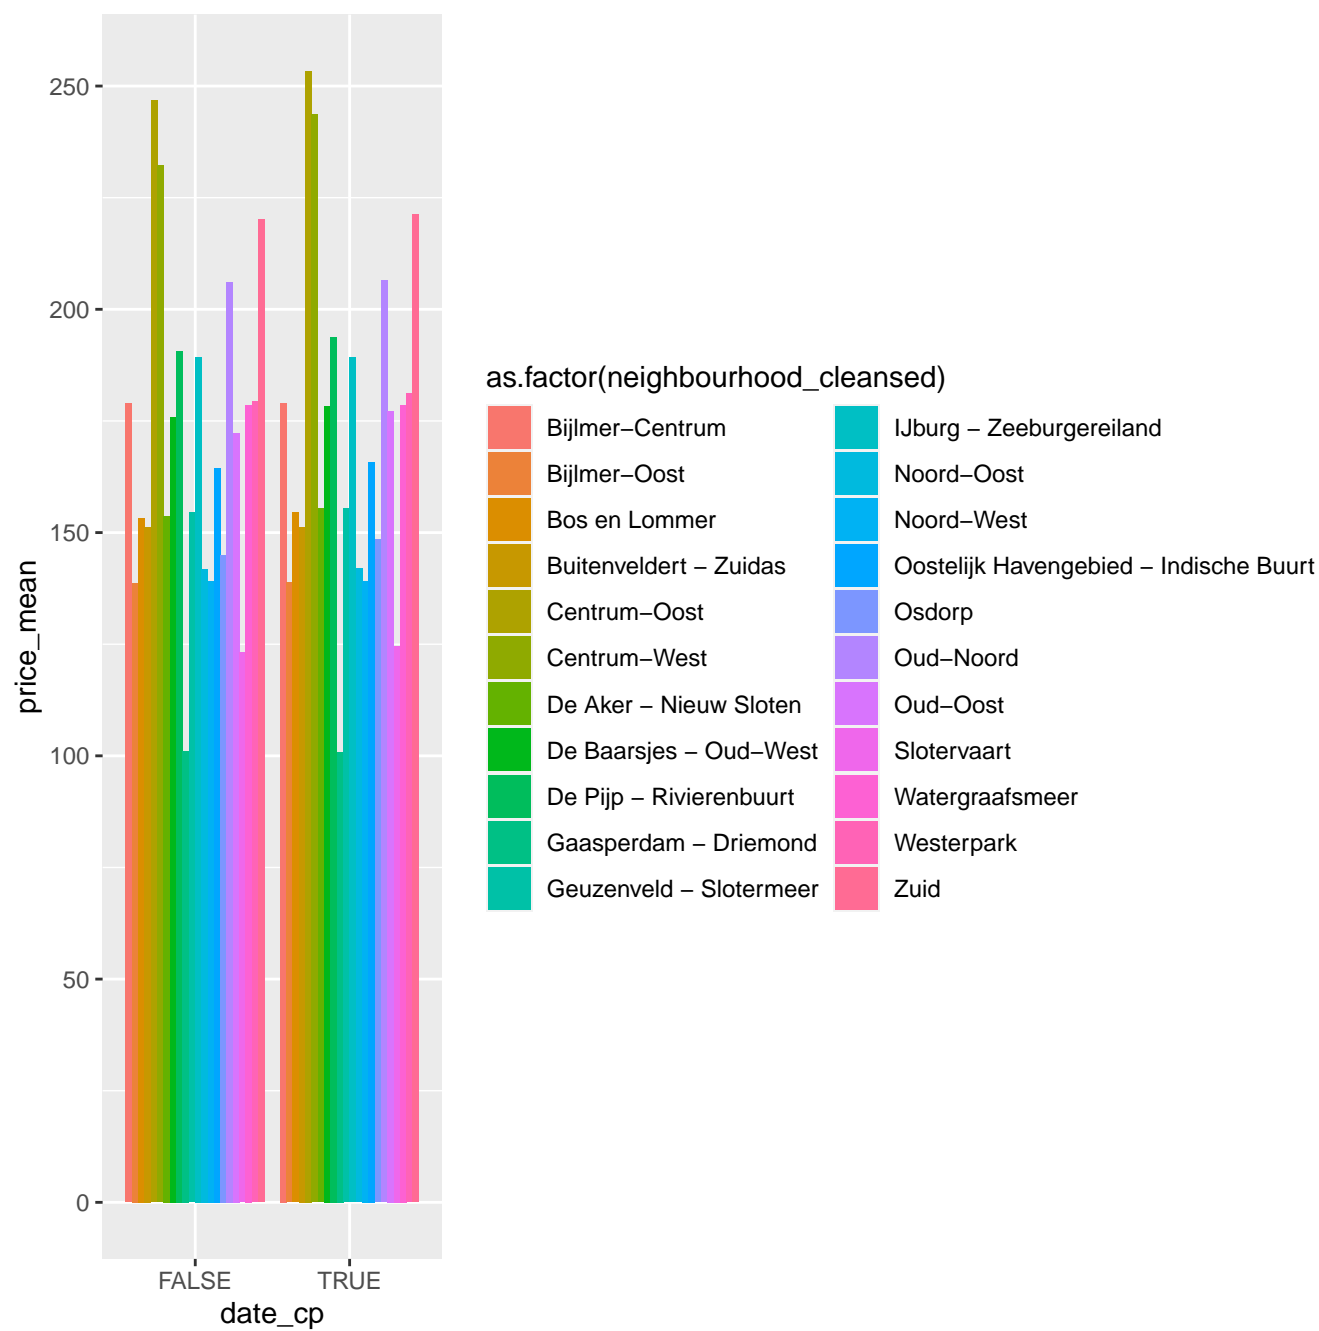 250
200
150
100
50
0
price_mean
FALSE
TRUE
date_cp
as.factor(neighbourhood_cleansed)
Bijlmer−Centrum
Bijlmer−Oost
Bos en Lommer
Buitenveldert − Zuidas
Centrum−Oost
Centrum−West
De Aker − Nieuw Sloten
De Baarsjes − Oud−West
De Pijp − Rivierenbuurt
Gaasperdam − Driemond
Geuzenveld − Slotermeer
IJburg − Zeeburgereiland
Noord−Oost
Noord−West
Oostelijk Havengebied − Indische Buurt
Osdorp
Oud−Noord
Oud−Oost
Slotervaart
Watergraafsmeer
Westerpark
Zuid